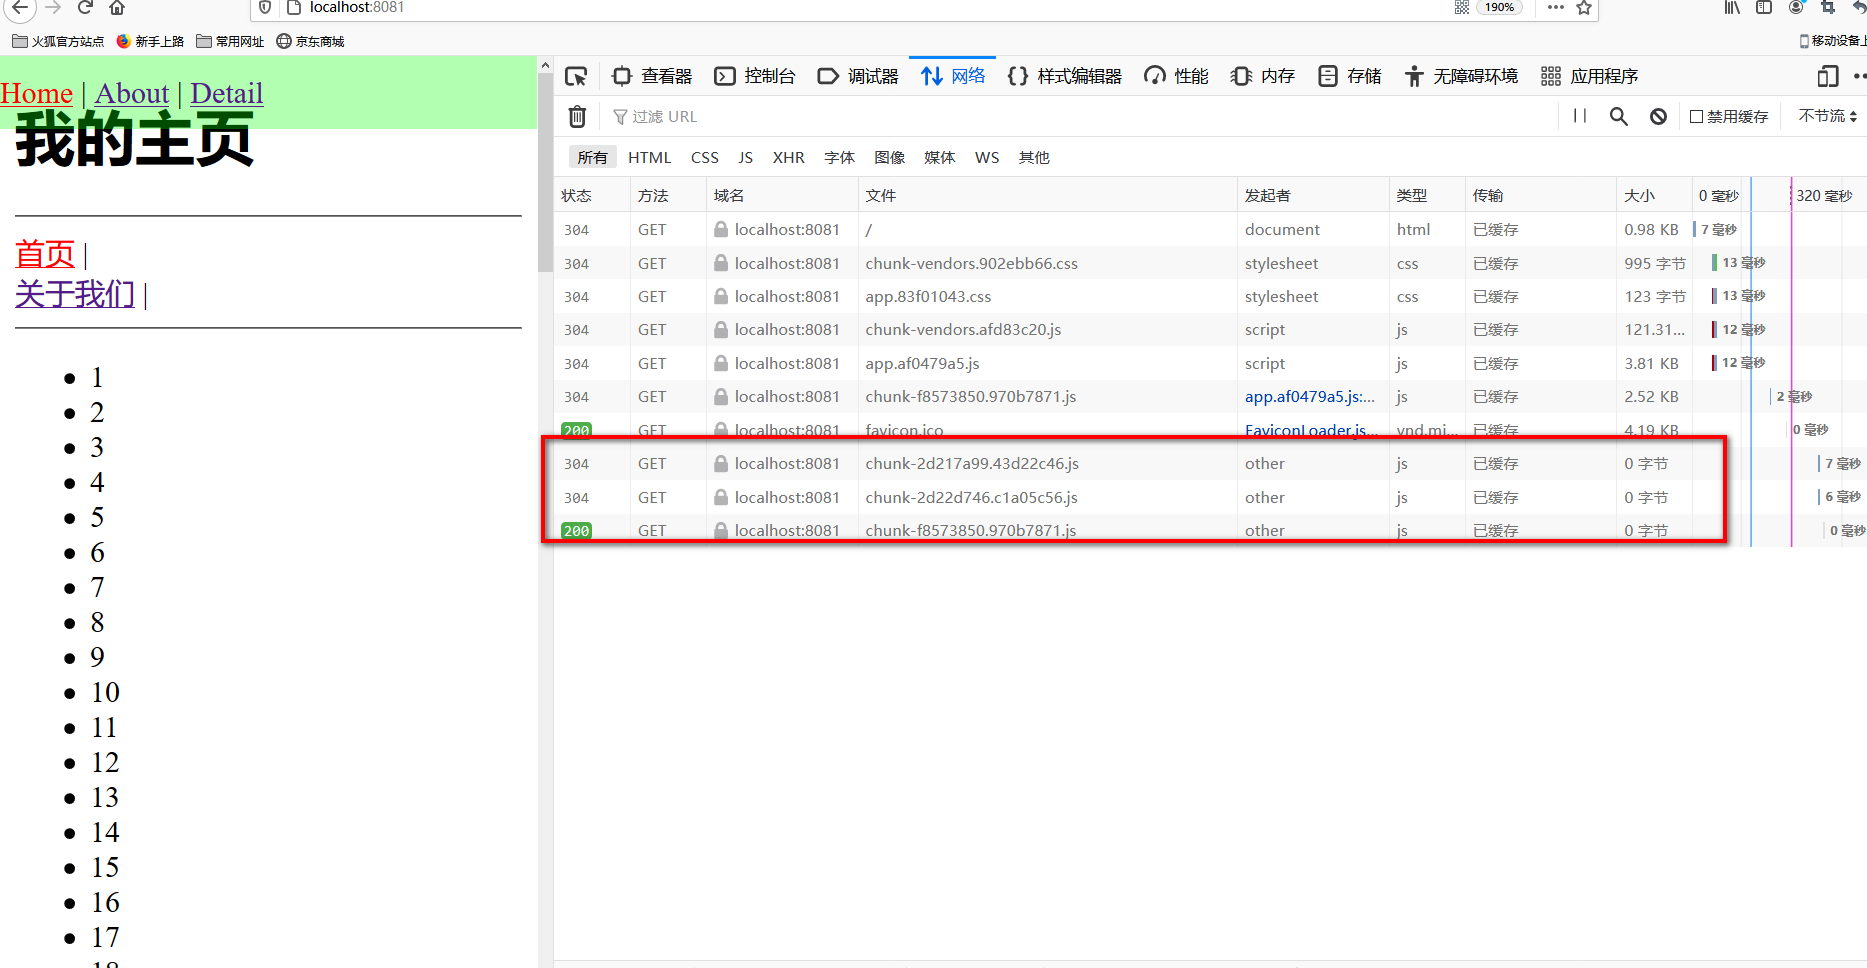 localhost:8081
190%
火狐官方站点 新手上路 常用网址 京东商城
移动设备上
Home | About | Detail
我的主页
首页 |
关于我们 |
1
2
3
4
5
6
7
8
9
10
11
12
13
14
15
16
17
18
查看器 控制台 调试器 网络 样式编辑器 性能 内存 存储 无障碍环境 应用程序
过滤 URL
禁用缓存 不节流
所有 HTML CSS JS XHR 字体 图像 媒体 WS 其他
状态 方法 域名 文件 发起者 类型 传输 大小 0 毫秒 320 毫秒
304 GET localhost:8081 / document html 已缓存 0.98 KB 7 毫秒
304 GET localhost:8081 chunk-vendors.902ebb66.css stylesheet css 已缓存 995 字节 13 毫秒
304 GET localhost:8081 app.83f01043.css stylesheet css 已缓存 123 字节 13 毫秒
304 GET localhost:8081 chunk-vendors.afd83c20.js script js 已缓存 121.31... 12 毫秒
304 GET localhost:8081 app.af0479a5.js script js 已缓存 3.81 KB 12 毫秒
304 GET localhost:8081 chunk-f8573850.970b7871.js app.af0479a5.js:... js 已缓存 2.52 KB 2 毫秒
200 GET localhost:8081 favicon.ico FaviconLoader.js... vnd.mi... 已缓存 4.19 KB 0 毫秒
304 GET localhost:8081 chunk-2d217a99.43d22c46.js other js 已缓存 0 字节 7 毫秒
304 GET localhost:8081 chunk-2d22d746.c1a05c56.js other js 已缓存 0 字节 6 毫秒
200 GET localhost:8081 chunk-f8573850.970b7871.js other js 已缓存 0 字节 0 毫秒